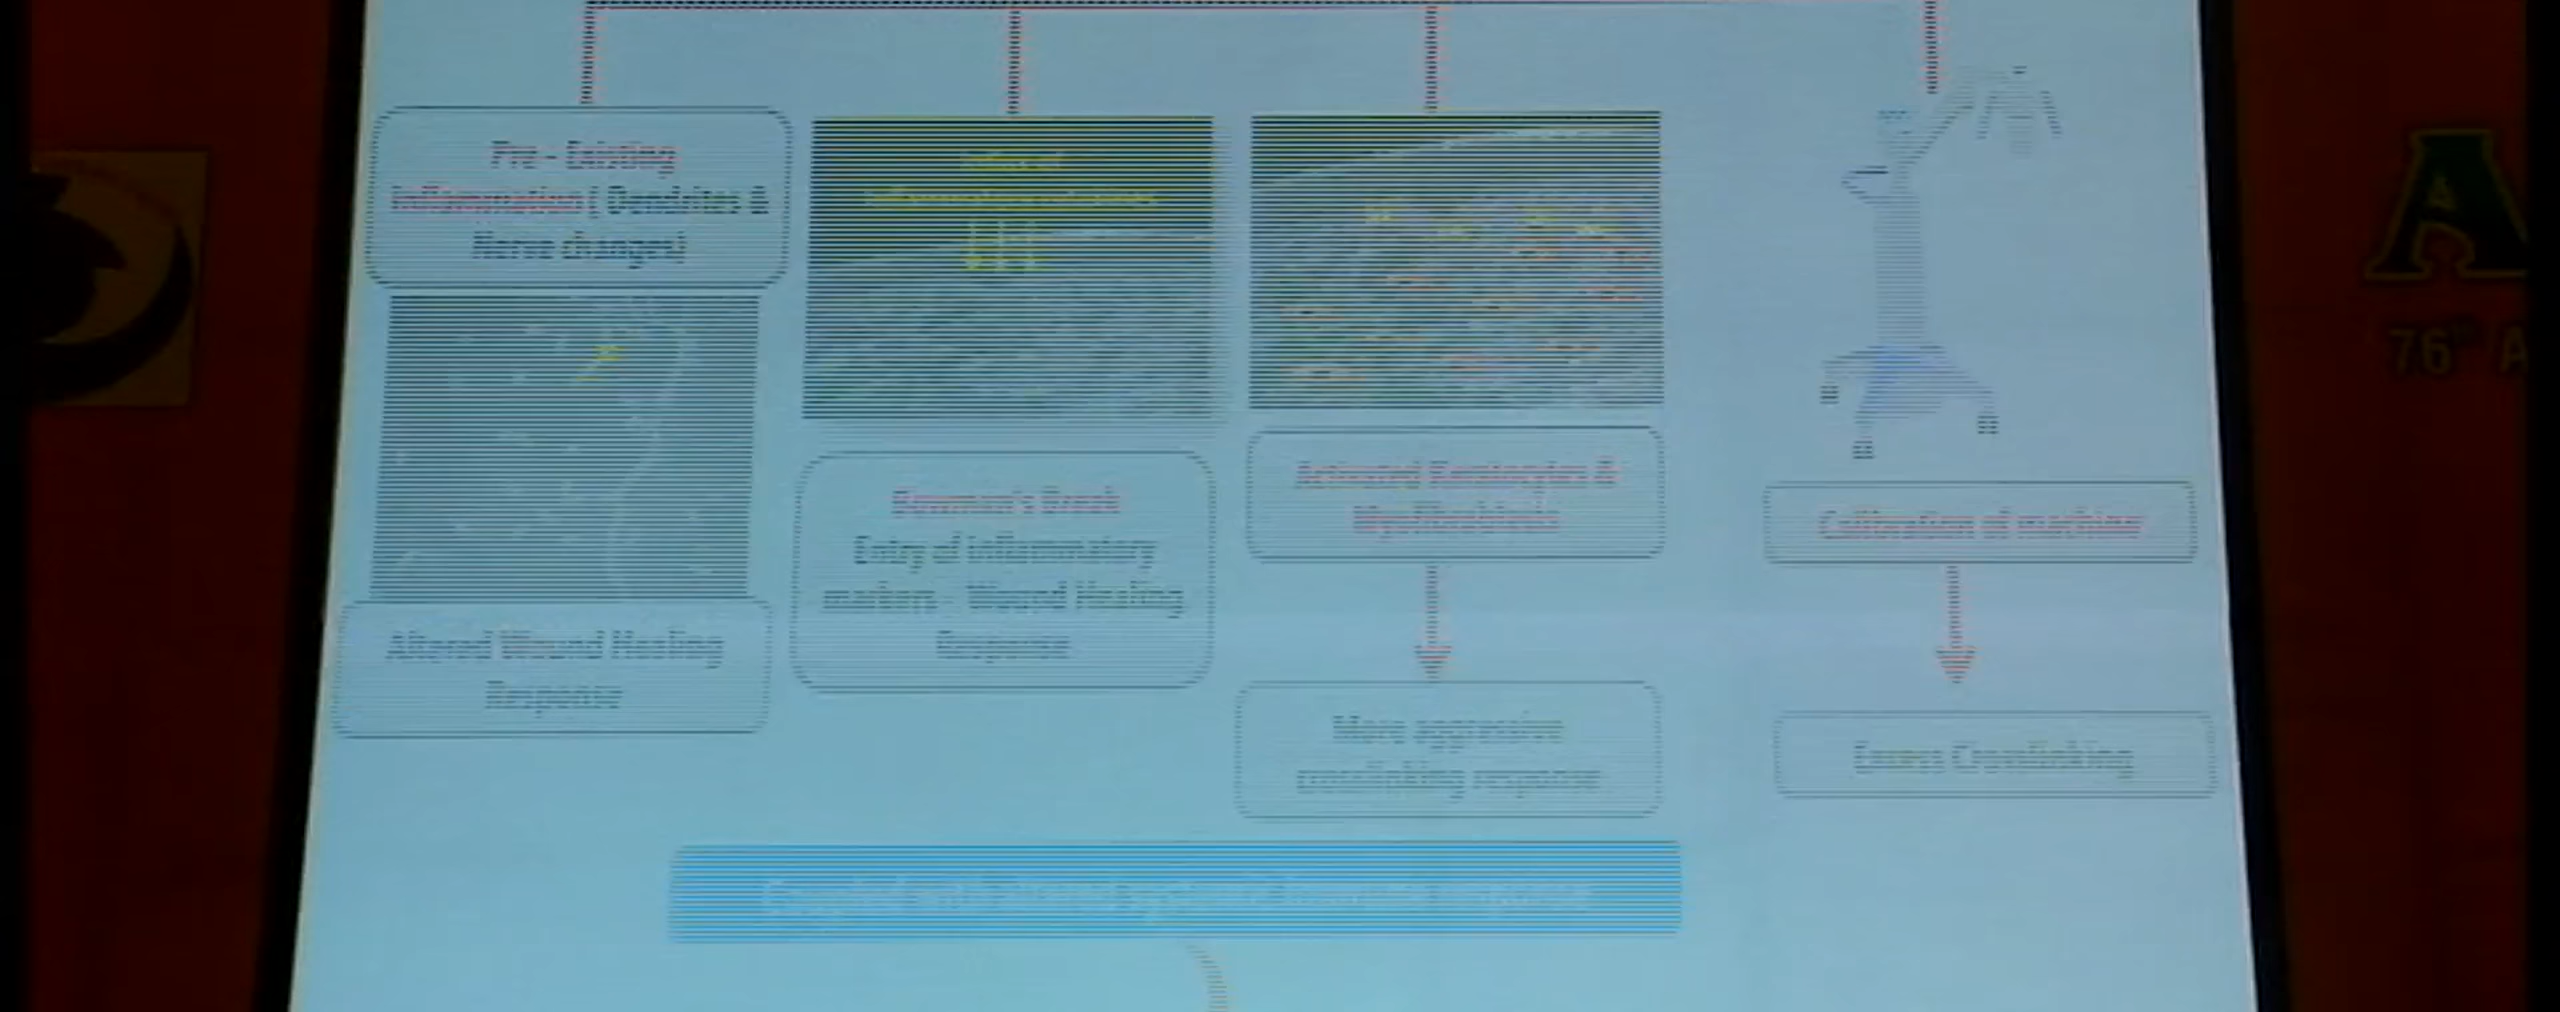 Pre - Existing
Inflammation ( Dendrites &
Nerve changes)
Altered Wound Healing
Response
Bowman's Break
Entry of inflammatory
markers - Wound Healing
Response
Activated Keratocytes &
Myofibroblasts
More aggressive
crosslinking response
Calibration of machine
Excess Crosslinking
A
76th A